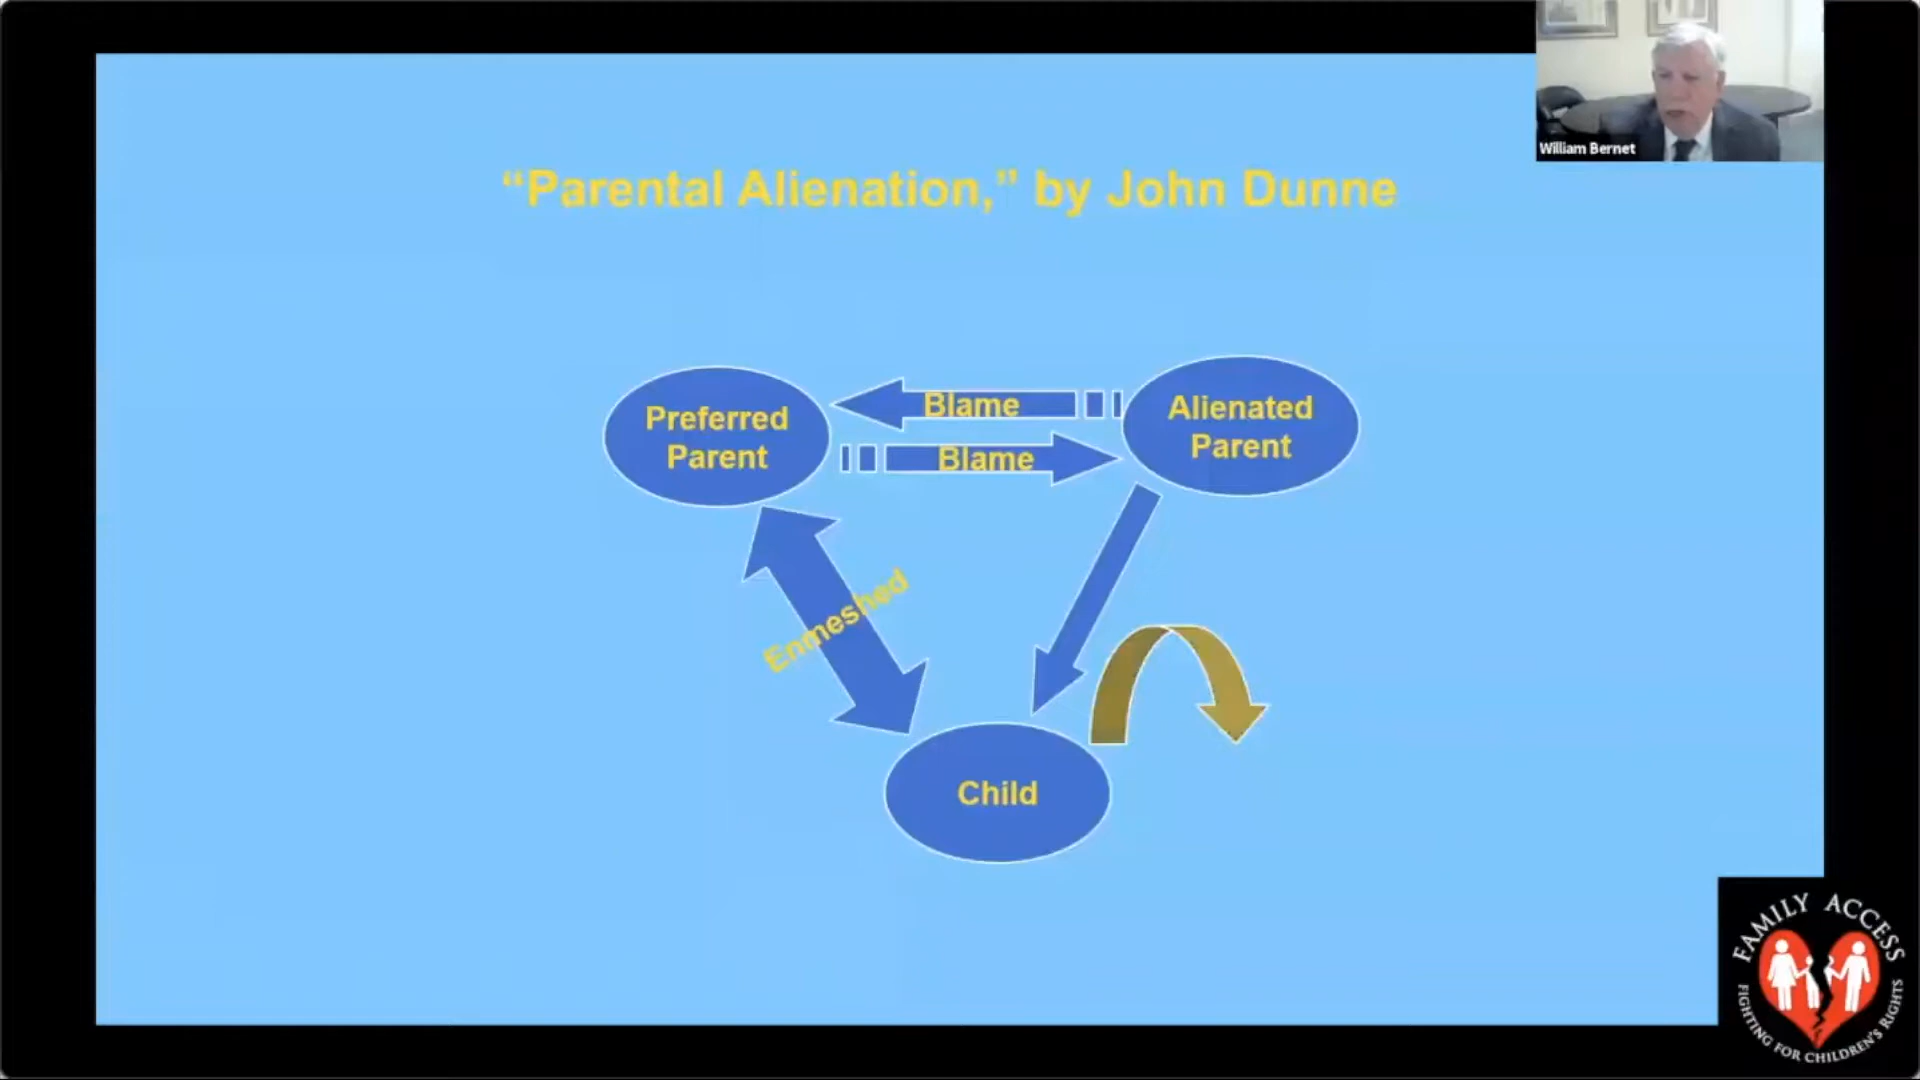 William Bernet
“Parental Alienation,” by John Dunne
Preferred
Parent
Blame
Blame
Alienated
Parent
Enmeshed
Child
FAMILY ACCESS
FIGHTING FOR CHILDREN'S RIGHTS